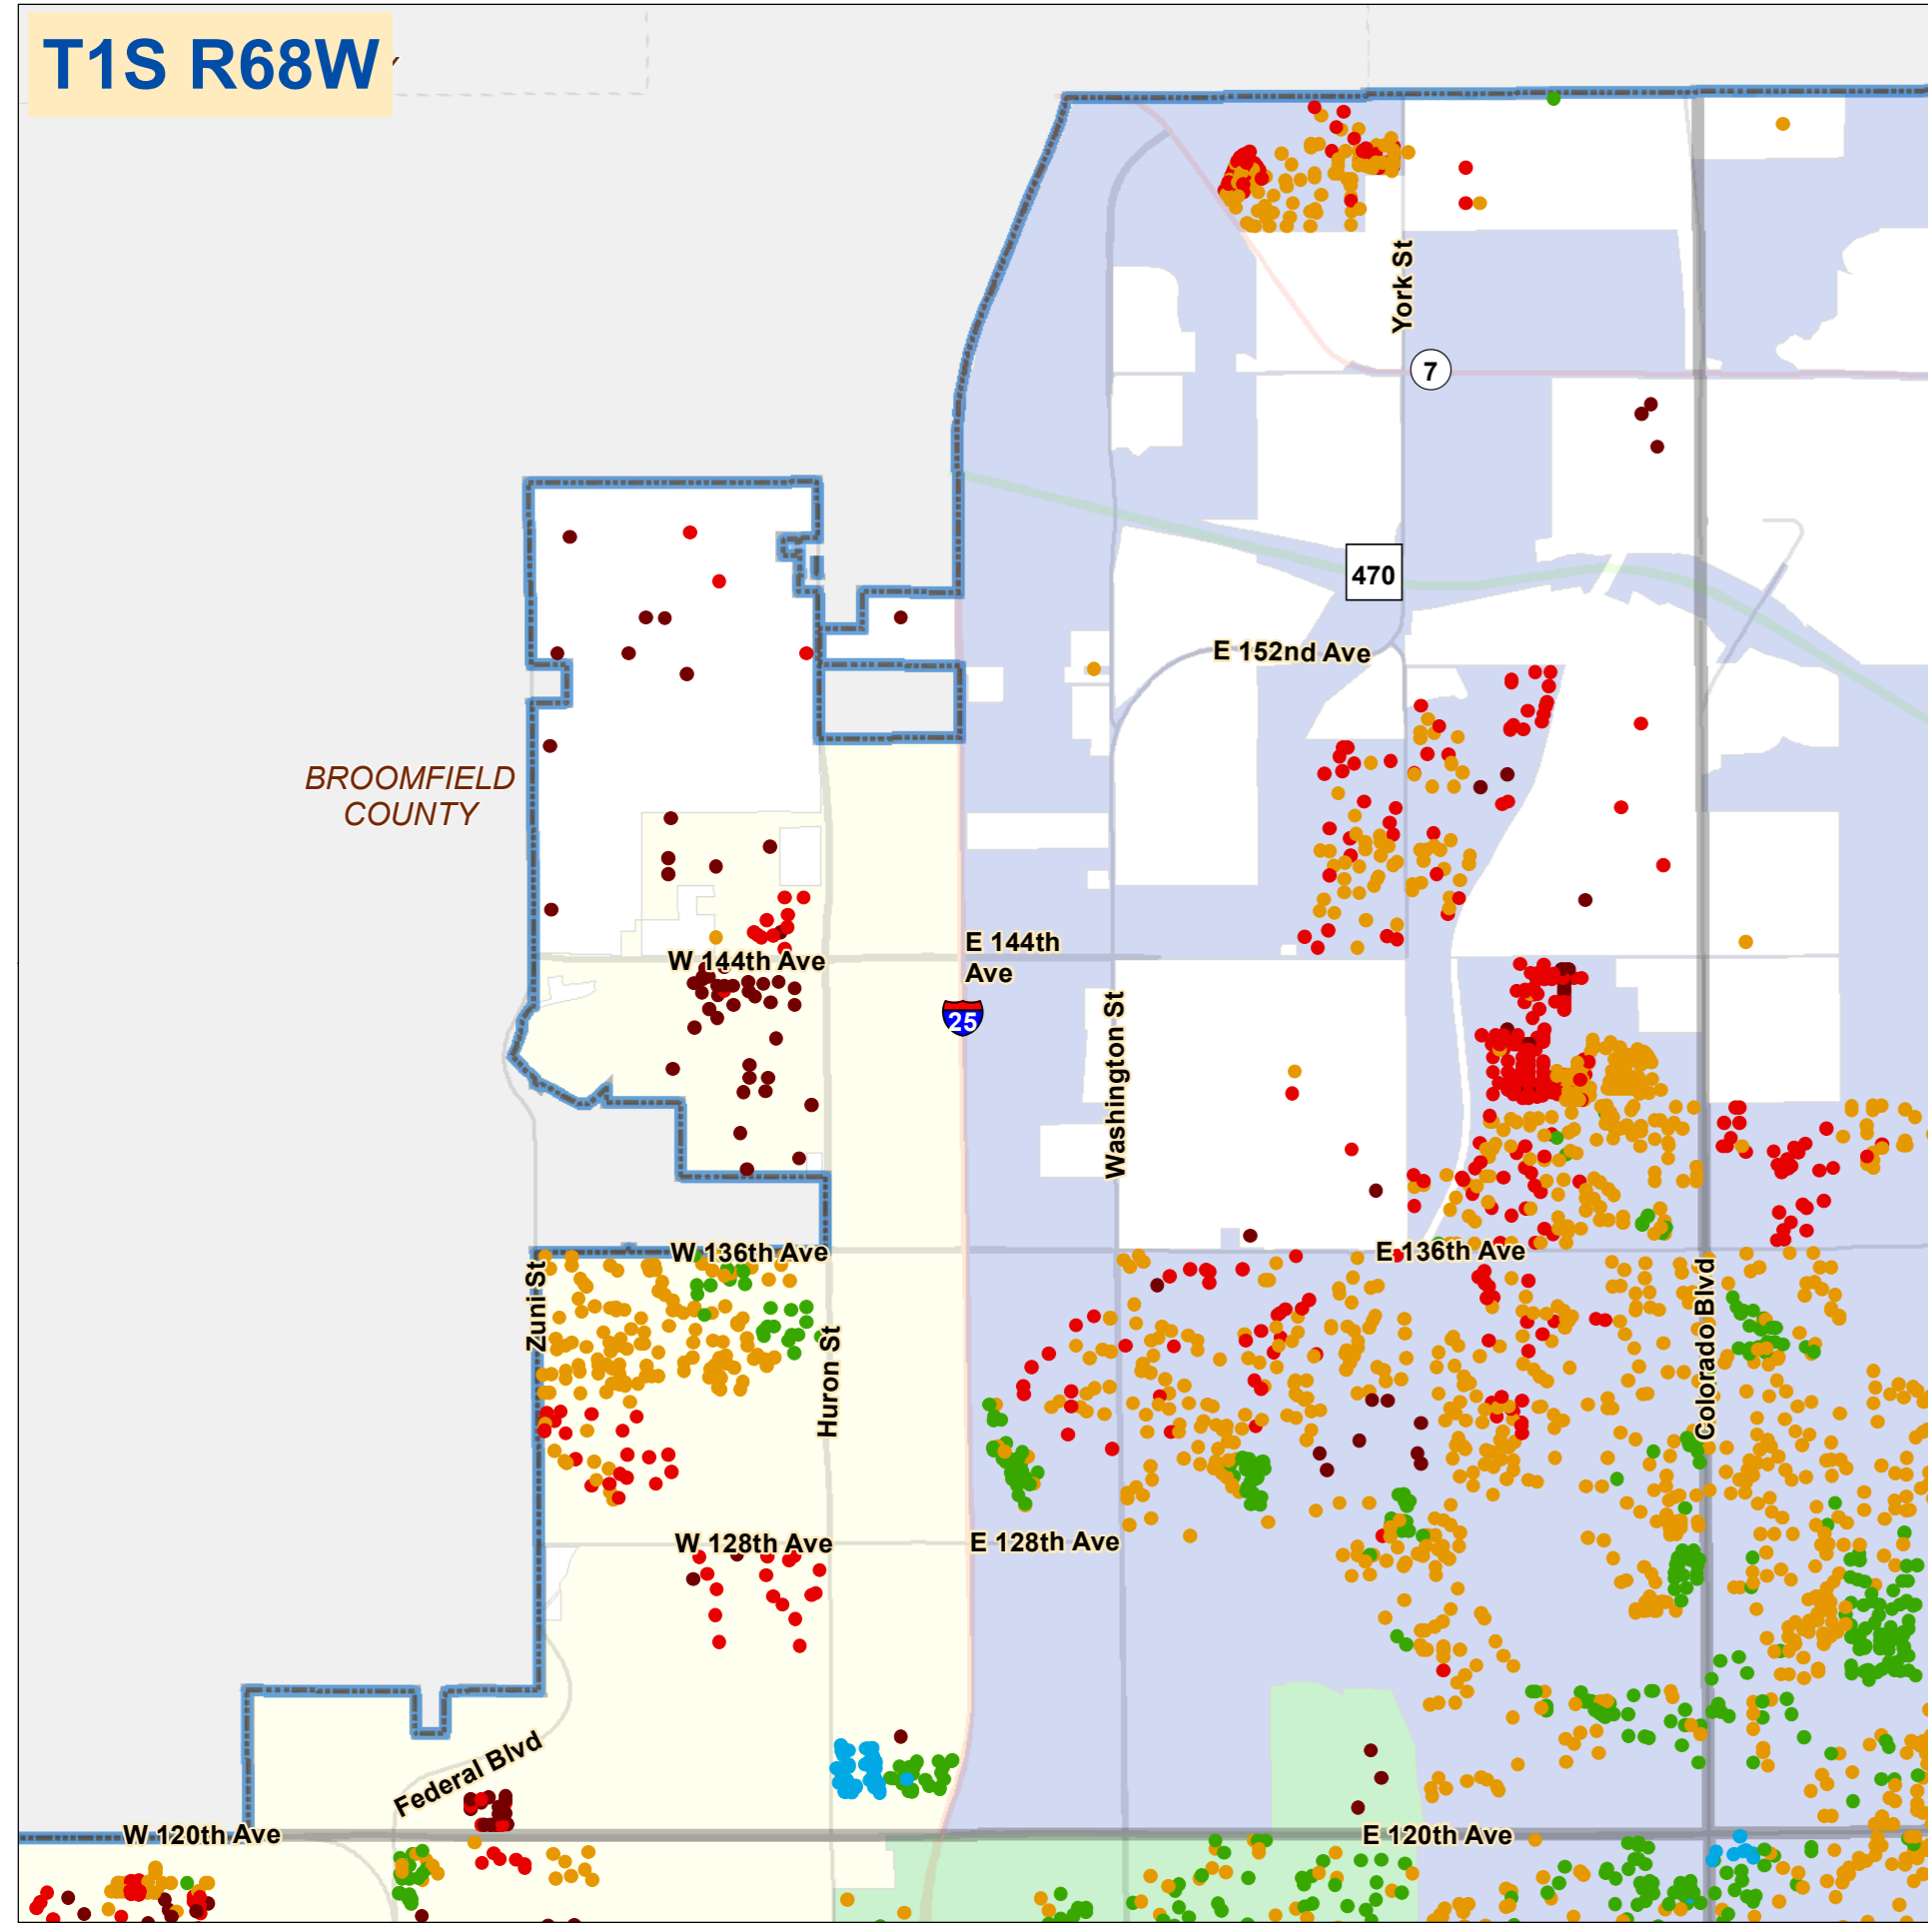 T1S R68W
York St
7
470
E 152nd Ave
BROOMFIELD
COUNTY
W 144th Ave
E 144th
Ave
25
Washington St
W 136th Ave
E 136th Ave
Zuni St
Huron St
Colorado Blvd
W 128th Ave
E 128th Ave
Federal Blvd
W 120th Ave
E 120th Ave